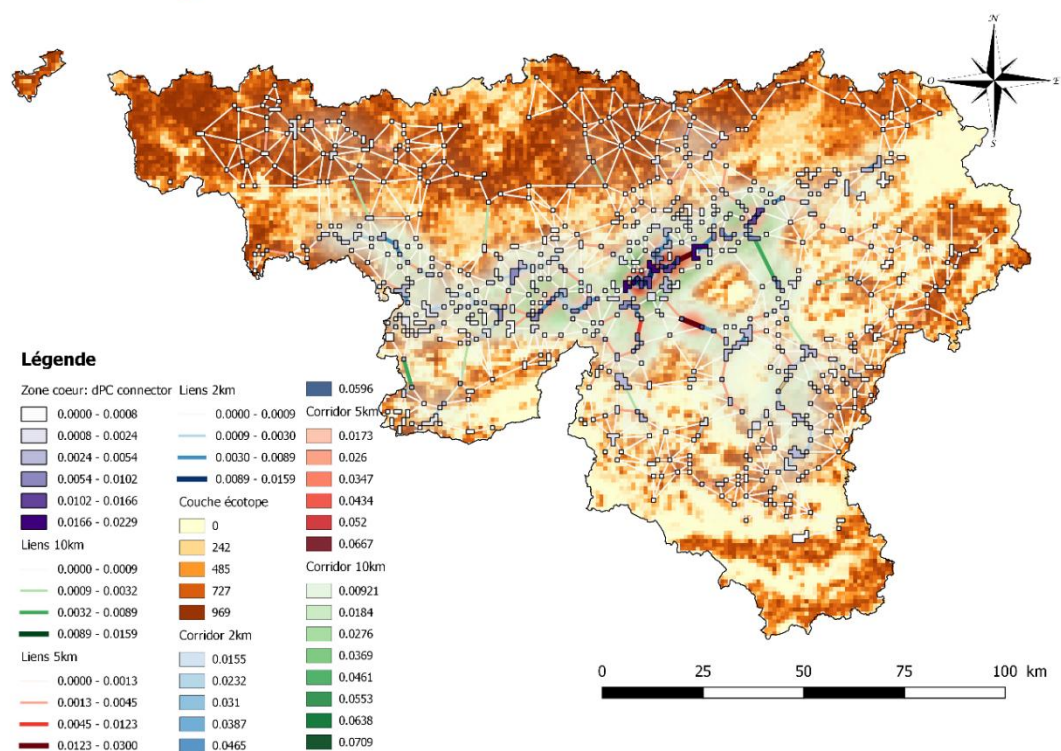 N
O
E
S
Légende
Zone coeur: dPC connector
0.0000 - 0.0008
0.0008 - 0.0024
0.0024 - 0.0054
0.0054 - 0.0102
0.0102 - 0.0166
0.0166 - 0.0229
Liens 10km
0.0000 - 0.0009
0.0009 - 0.0032
0.0032 - 0.0089
0.0089 - 0.0159
Liens 5km
0.0000 - 0.0013
0.0013 - 0.0045
0.0045 - 0.0123
0.0123 - 0.0300
Liens 2km
0.0000 - 0.0009
0.0009 - 0.0030
0.0030 - 0.0089
0.0089 - 0.0159
Couche écotope
0
242
485
727
969
Corridor 2km
0.0155
0.0232
0.031
0.0387
0.0465
0.0596
Corridor 5km
0.0173
0.026
0.0347
0.0434
0.052
0.0667
Corridor 10km
0.00921
0.0184
0.0276
0.0369
0.0461
0.0553
0.0638
0.0709
0 25 50 75 100 km